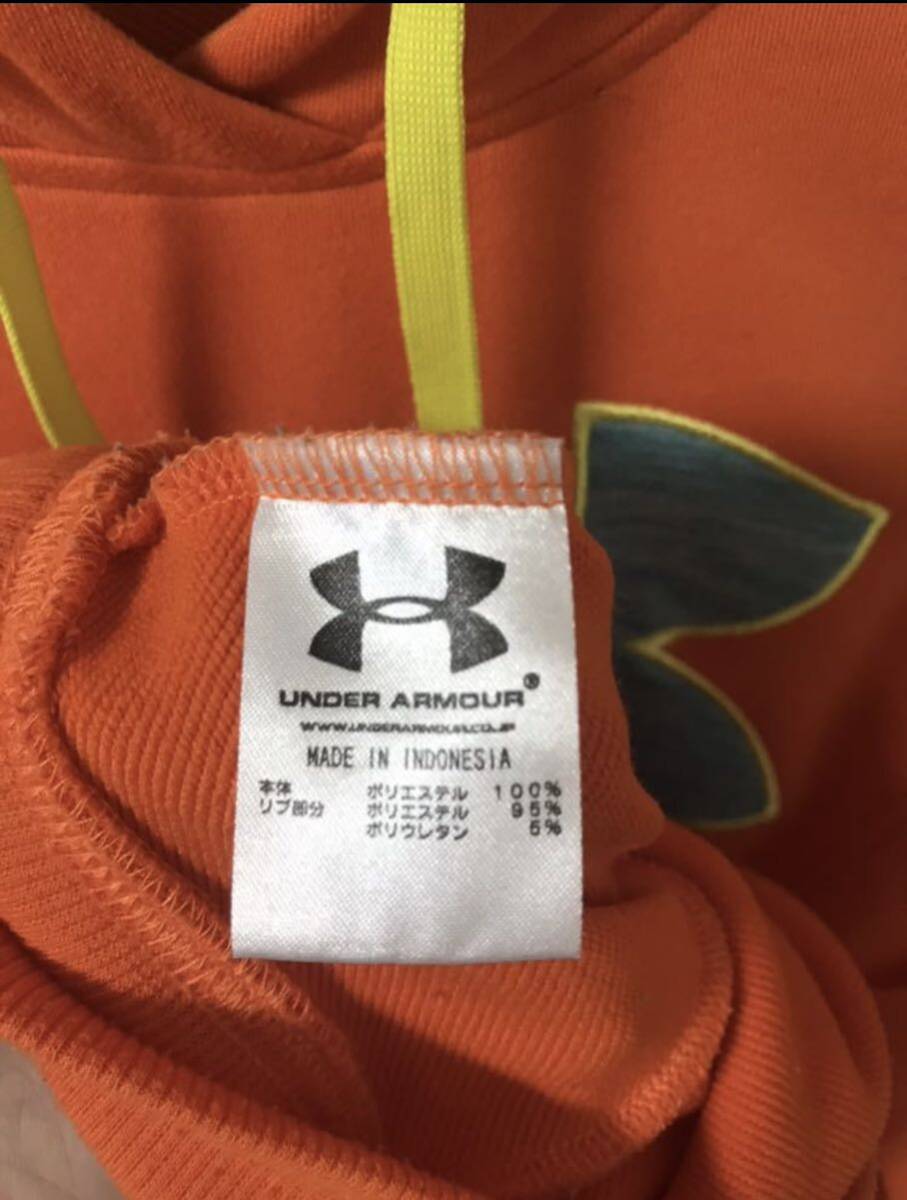 UNDER ARMOUR®
WWW.UNDERARMOUR.CO.JP
MADE IN INDONESIA
本体 ポリエステル 100%
リブ部分 ポリエステル 95%
ポリウレタン 5%